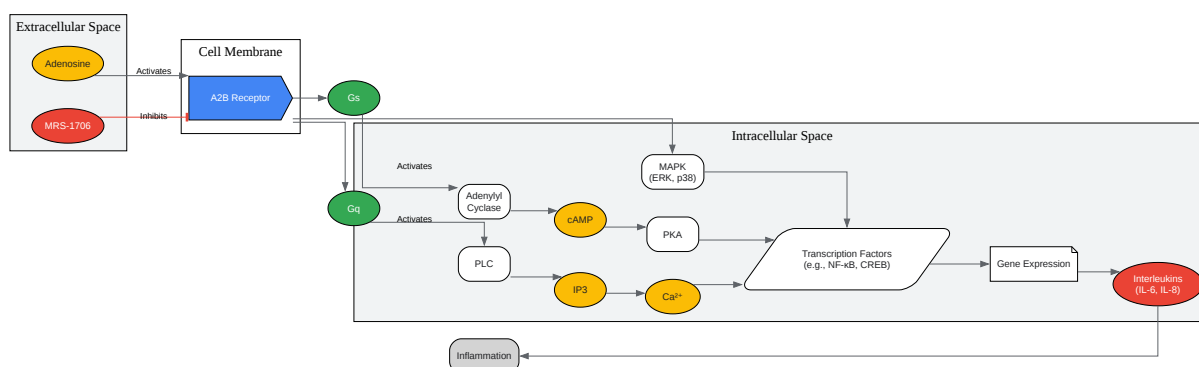 Extracellular Space
Adenosine
Activates
MRS-1706
Inhibits
Cell Membrane
A2B Receptor
Gs
Gq
Intracellular Space
Activates
Activates
Adenylyl
Cyclase
PLC
cAMP
IP3
MAPK
(ERK, p38)
PKA
Ca²⁺
Transcription Factors
(e.g., NF-κB, CREB)
Gene Expression
Interleukins
(IL-6, IL-8)
Inflammation